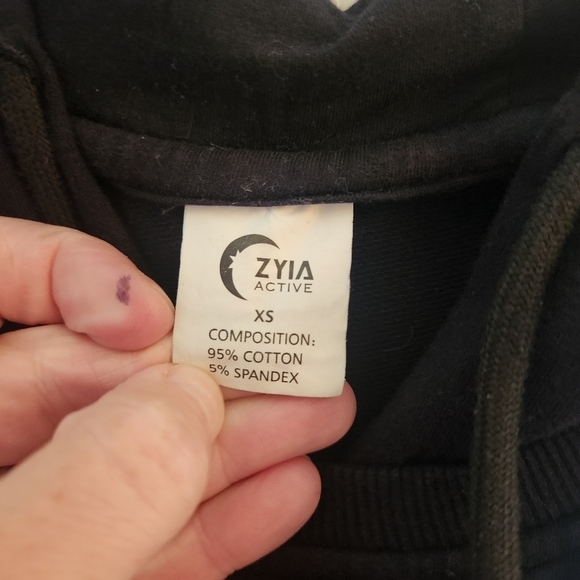 ZYIA
ACTIVE
XS
COMPOSITION:
95% COTTON
5% SPANDEX